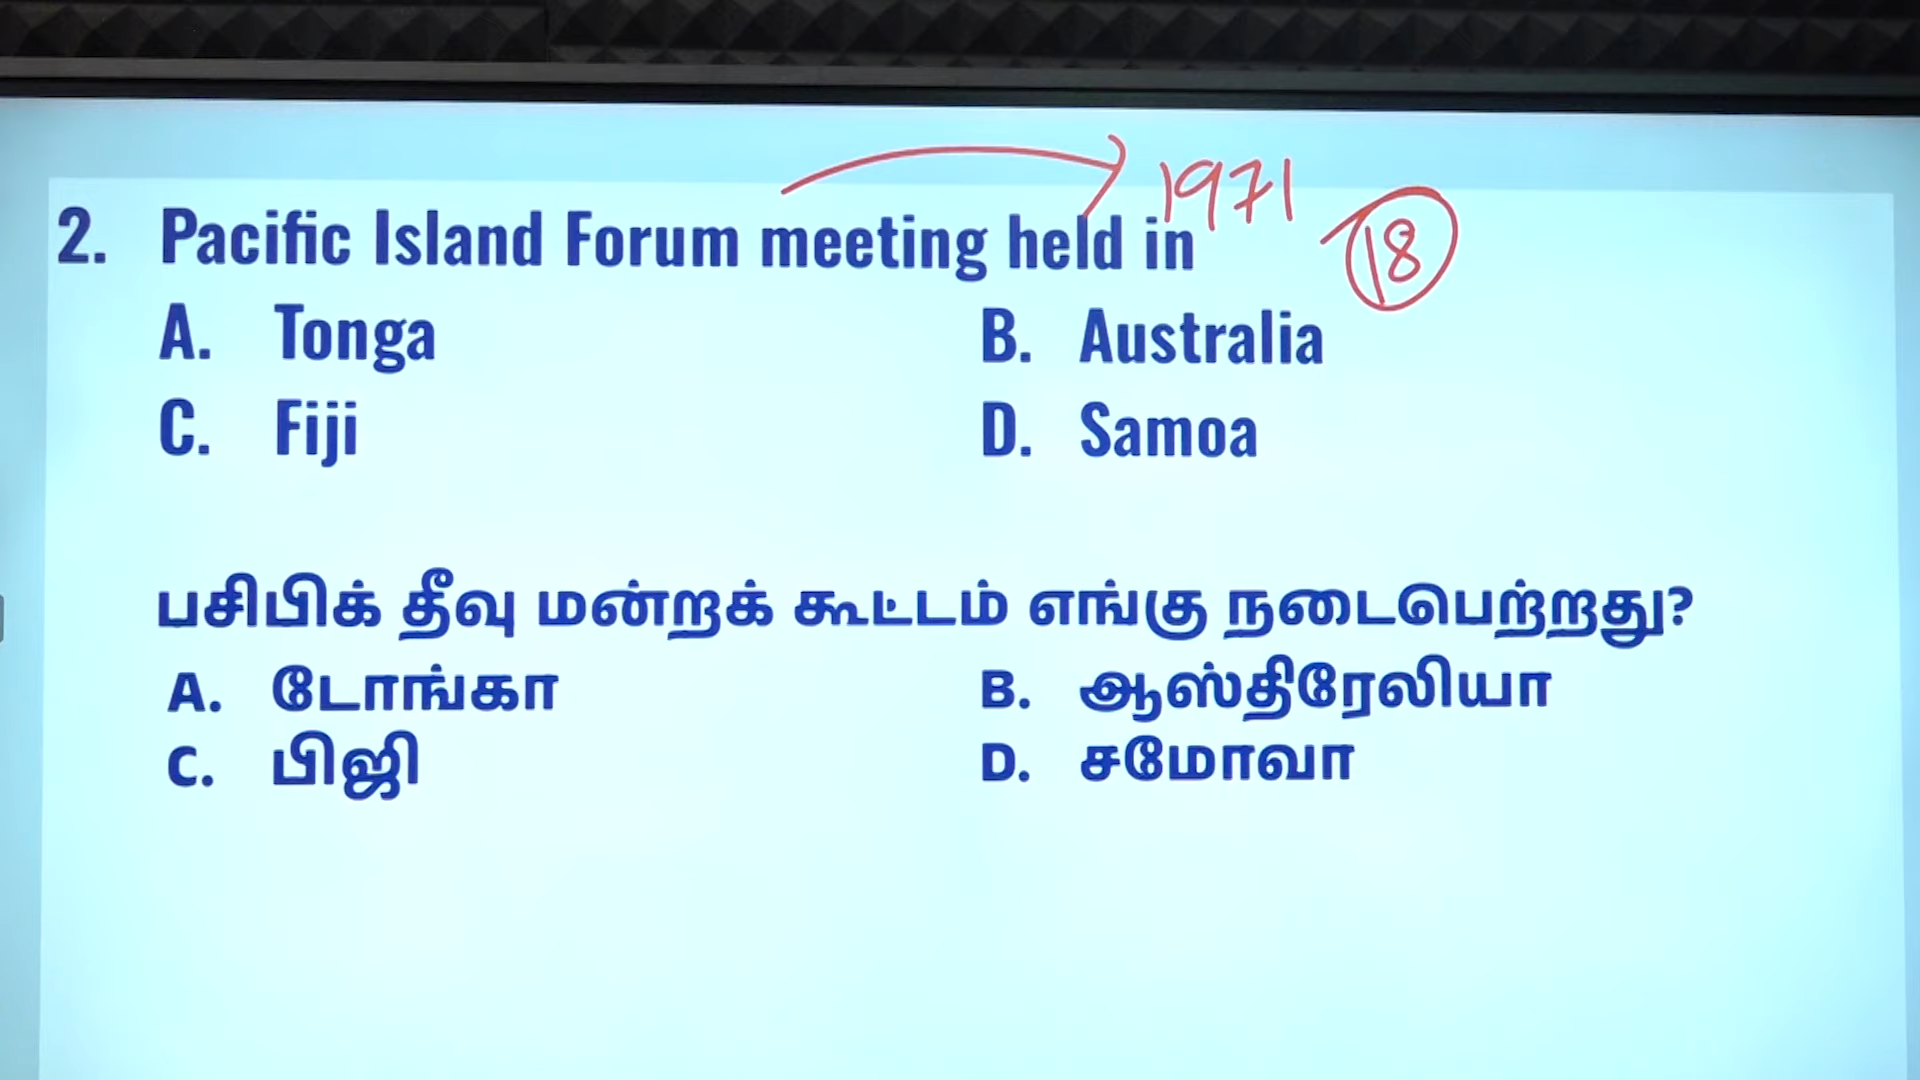 1971
18
2. Pacific Island Forum meeting held in
A. Tonga B. Australia
C. Fiji D. Samoa
பசிபிக் தீவு மன்றக் கூட்டம் எங்கு நடைபெற்றது?
A. டோங்கா B. ஆஸ்திரேலியா
C. பிஜி D. சமோவா